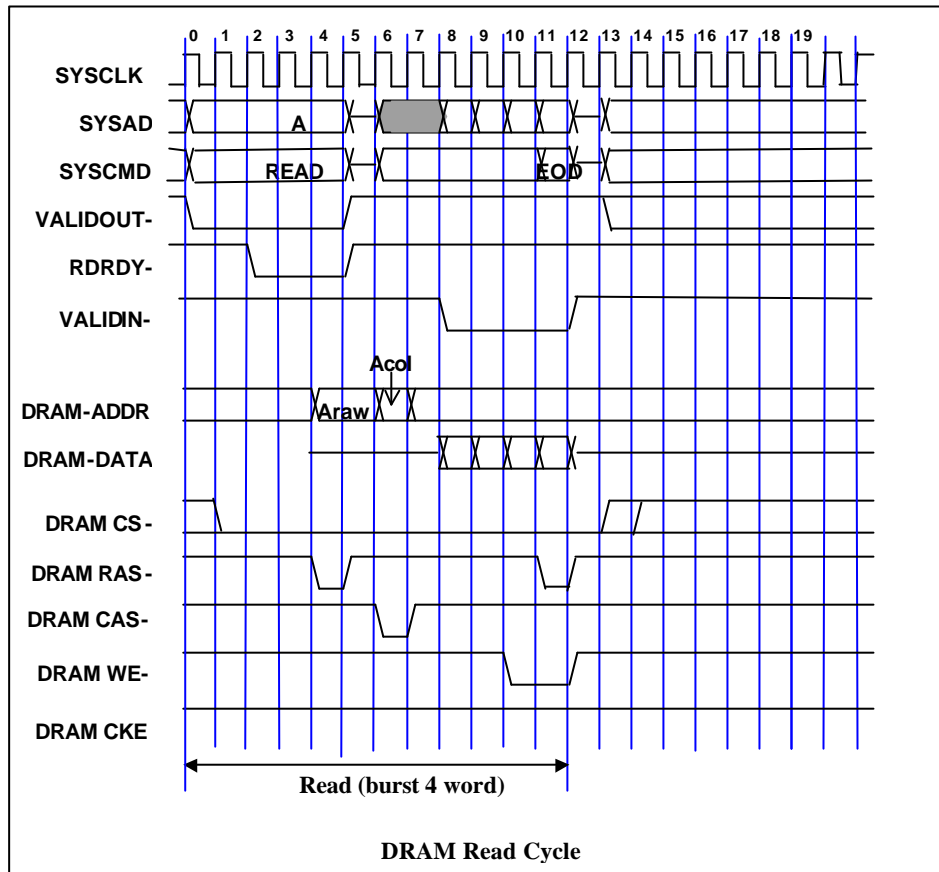 0 1 2 3 4 5 6 7 8 9 10 11 12 13 14 15 16 17 18 19
SYSCLK
SYSAD A
SYSCMD READ EOD
VALIDOUT-
RDRDY-
VALIDIN-
Acol
DRAM-ADDR Araw
DRAM-DATA
DRAM CS-
DRAM RAS-
DRAM CAS-
DRAM WE-
DRAM CKE
Read (burst 4 word)
DRAM Read Cycle